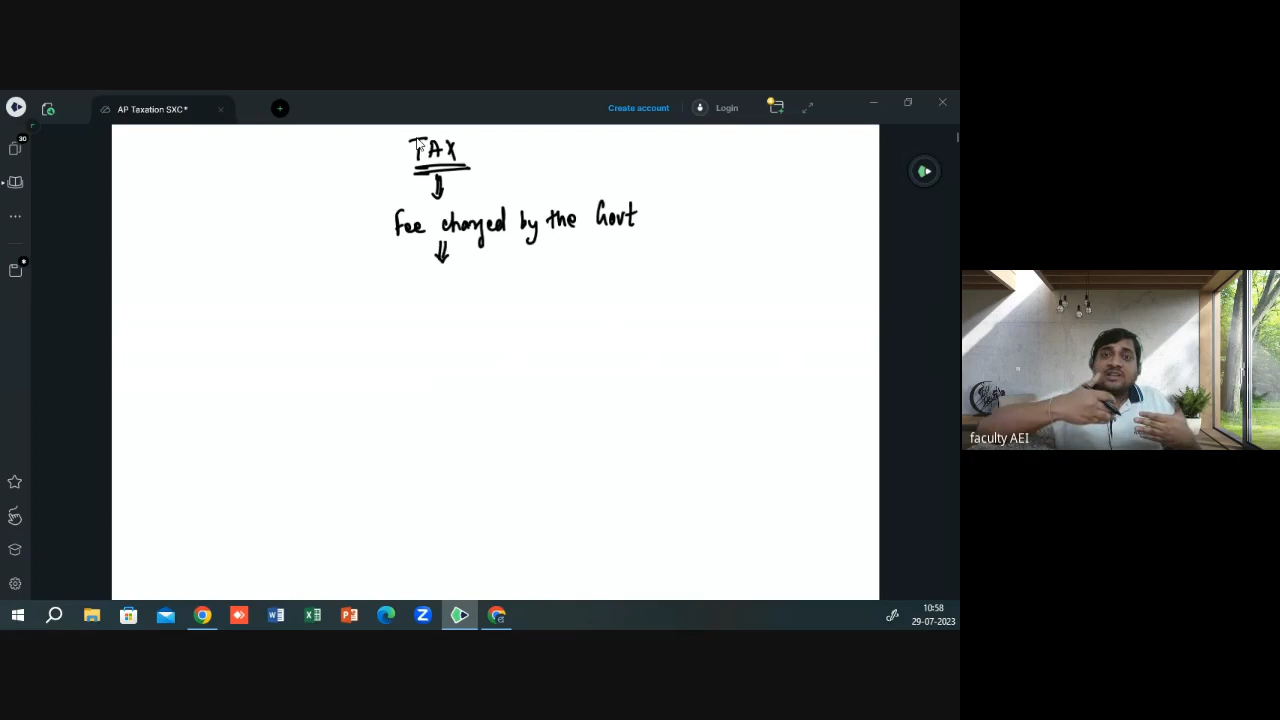 AP Taxation SXC*
Create account
Login
30
TAX
Fee charged by the Govt
faculty AEI
10:58
29-07-2023